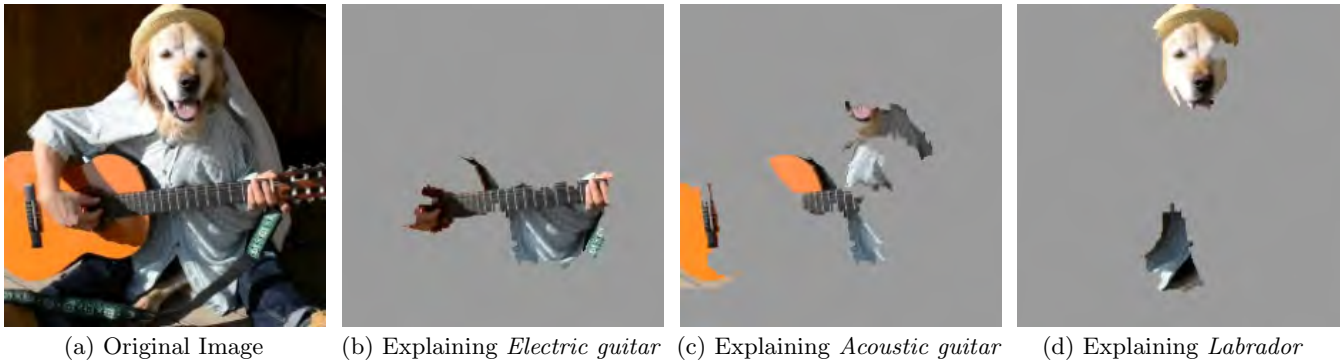 (a) Original Image
(b) Explaining Electric guitar
(c) Explaining Acoustic guitar
(d) Explaining Labrador